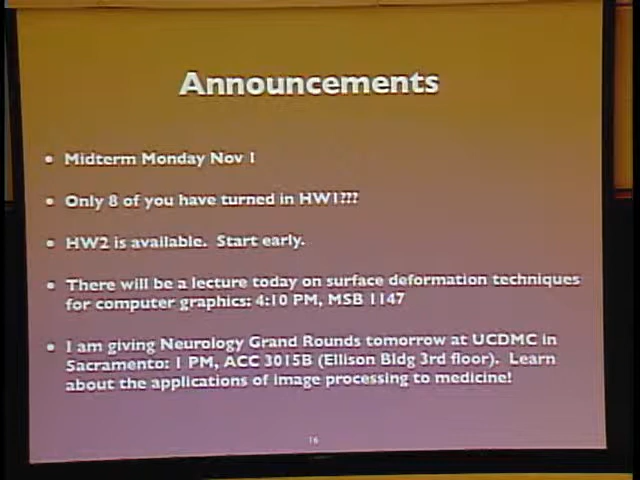 Announcements
• Midterm Monday Nov 1
• Only 8 of you have turned in HW1???
• HW2 is available. Start early.
• There will be a lecture today on surface deformation techniques
for computer graphics: 4:10 PM, MSB 1147
• I am giving Neurology Grand Rounds tomorrow at UCDMC in
Sacramento: 1 PM, ACC 3015B (Ellison Bldg 3rd floor). Learn
about the applications of image processing to medicine!
16